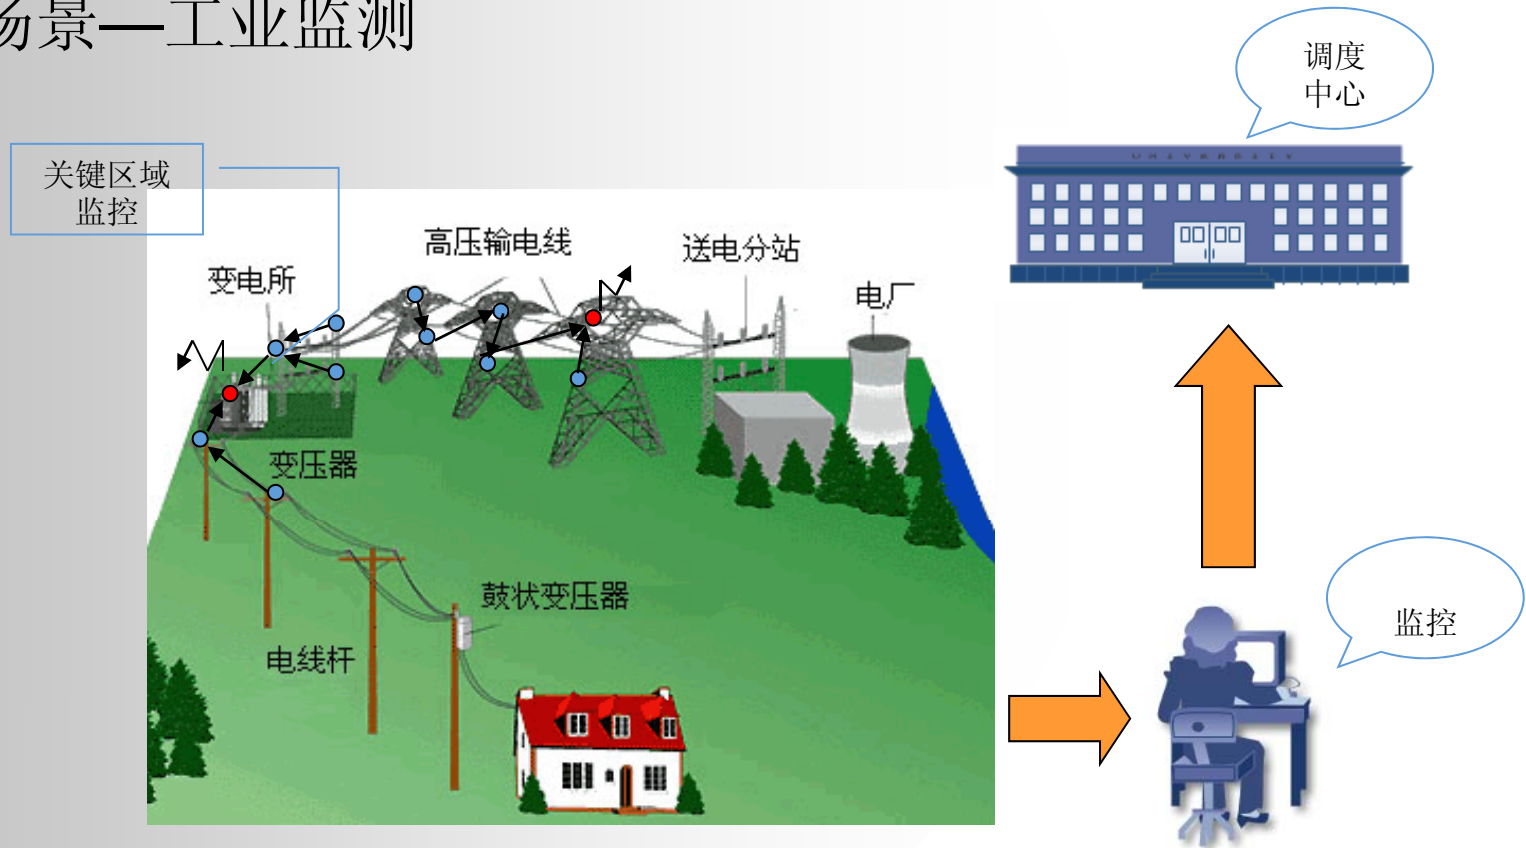 场景—工业监测
调度
中心
关键区域
监控
UNIVERSITY
高压输电线
送电分站
变电所
电厂
变压器
鼓状变压器
监控
电线杆